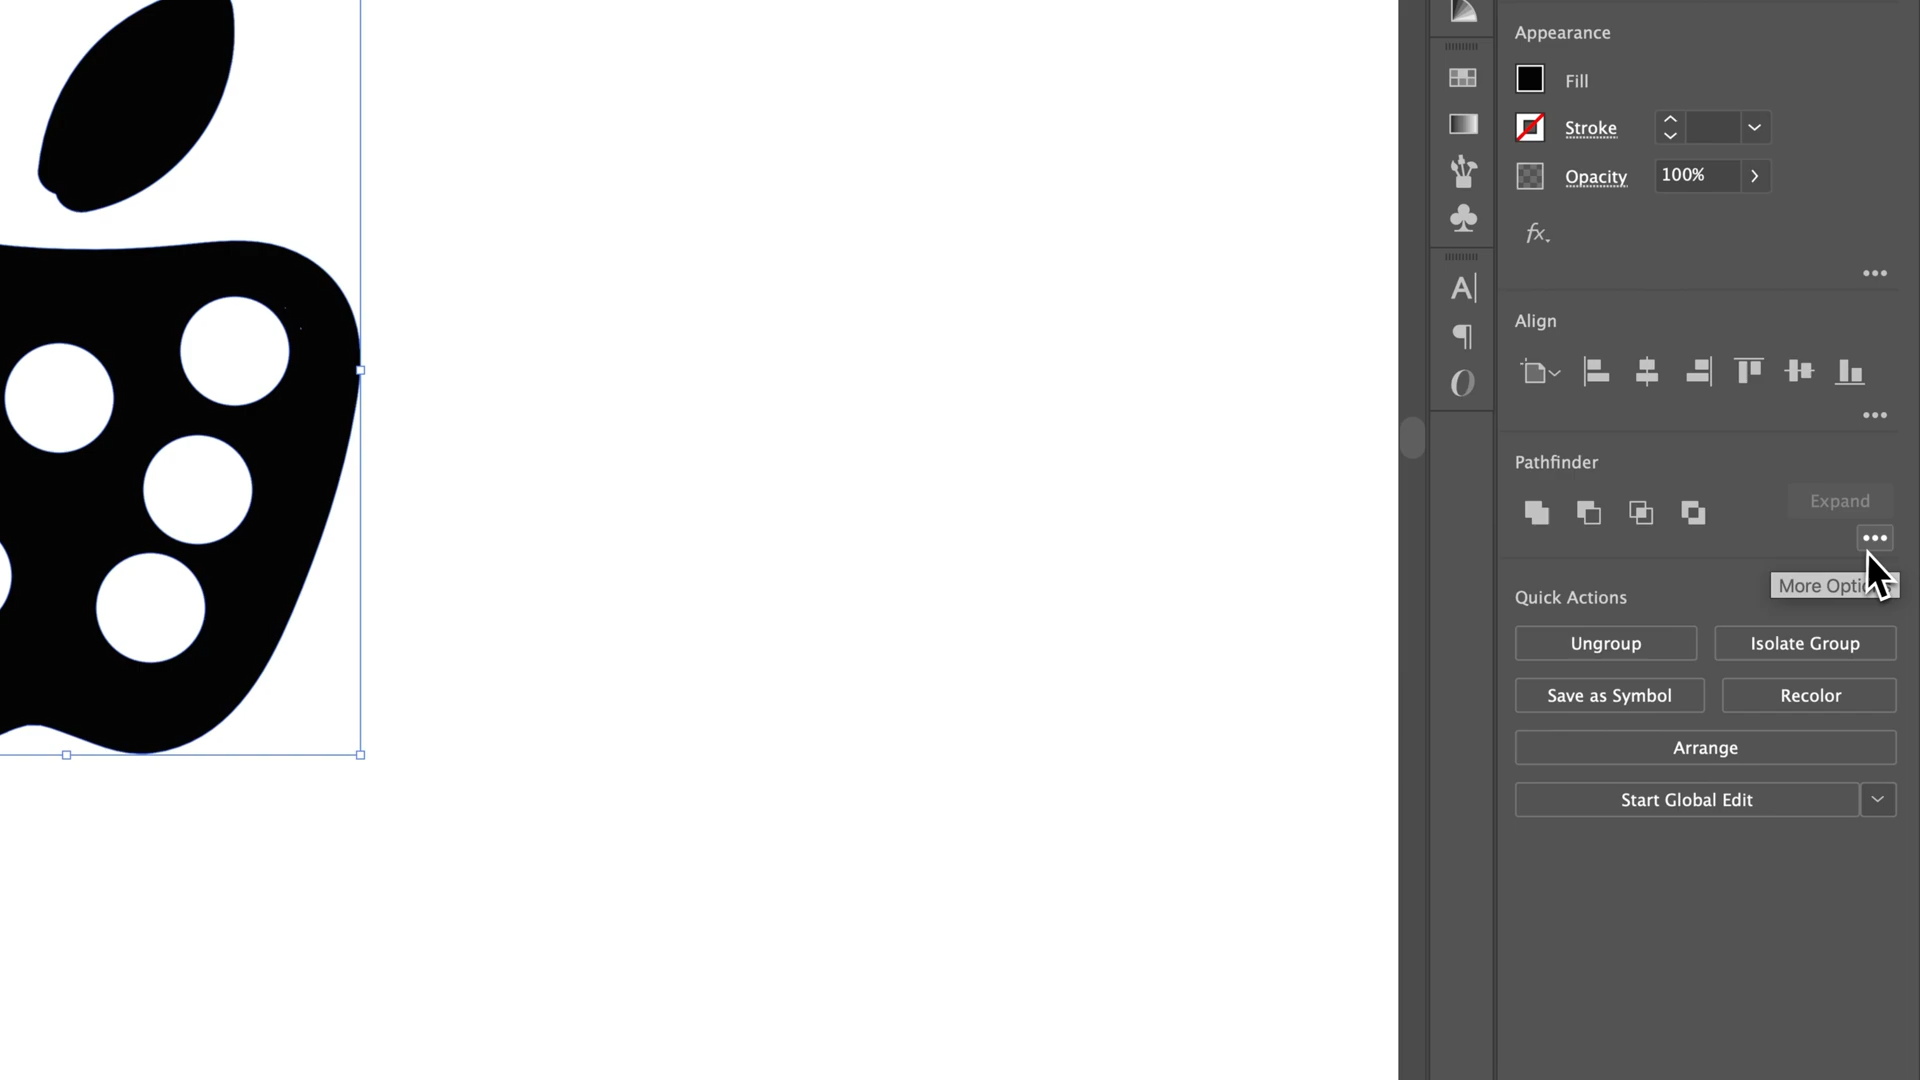 Appearance
Fill
Stroke
Opacity 100%
fx.
Align
Pathfinder
Expand
More Opti
Quick Actions
Ungroup Isolate Group
Save as Symbol Recolor
Arrange
Start Global Edit